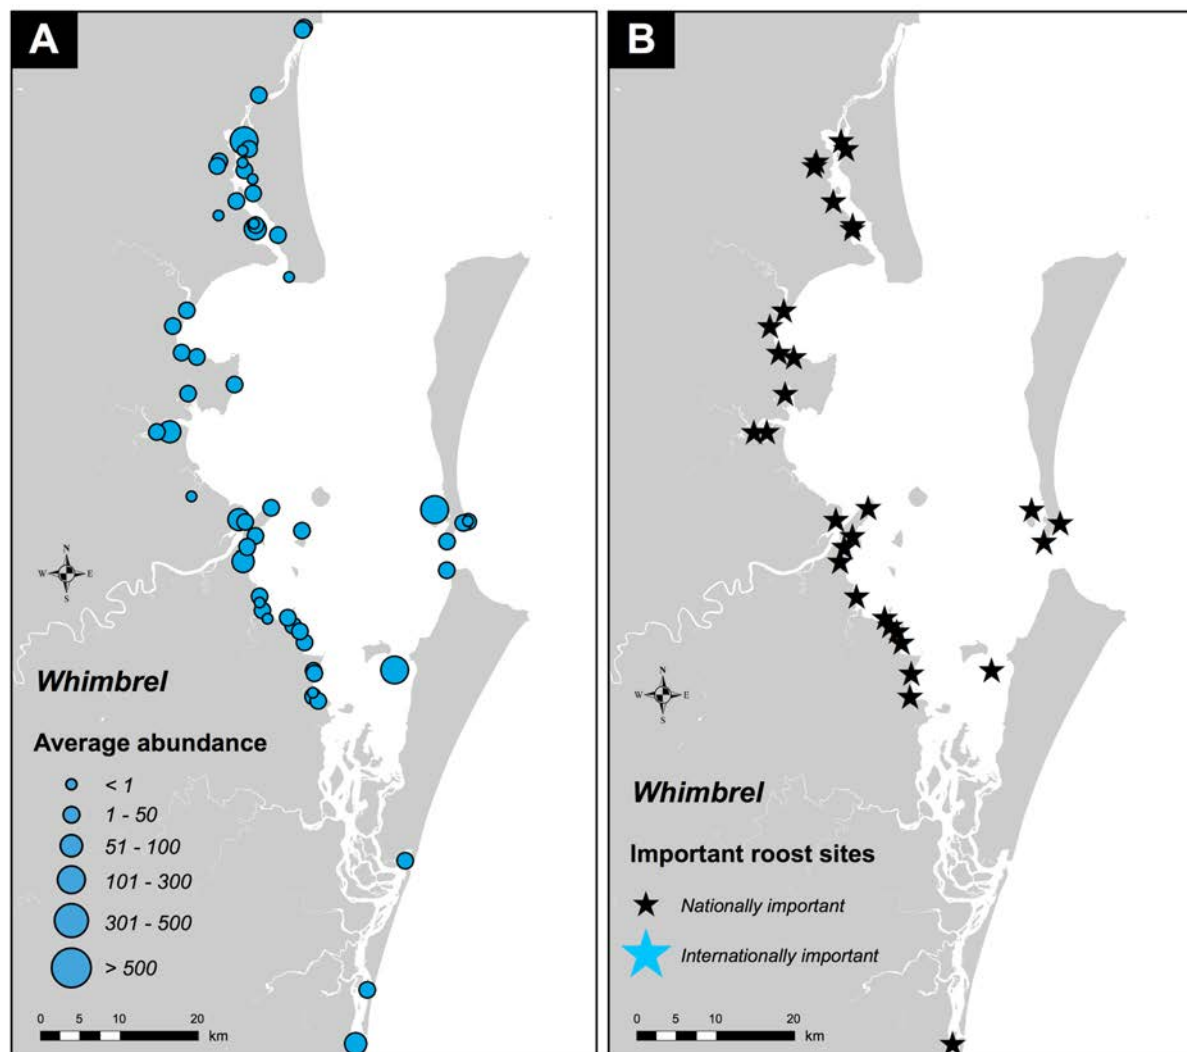 A
N
W E
S
Whimbrel
Average abundance
< 1
1 - 50
51 - 100
101 - 300
301 - 500
> 500
0 5 10 20
km
B
N
W E
S
Whimbrel
Important roost sites
Nationally important
Internationally important
0 5 10 20
km